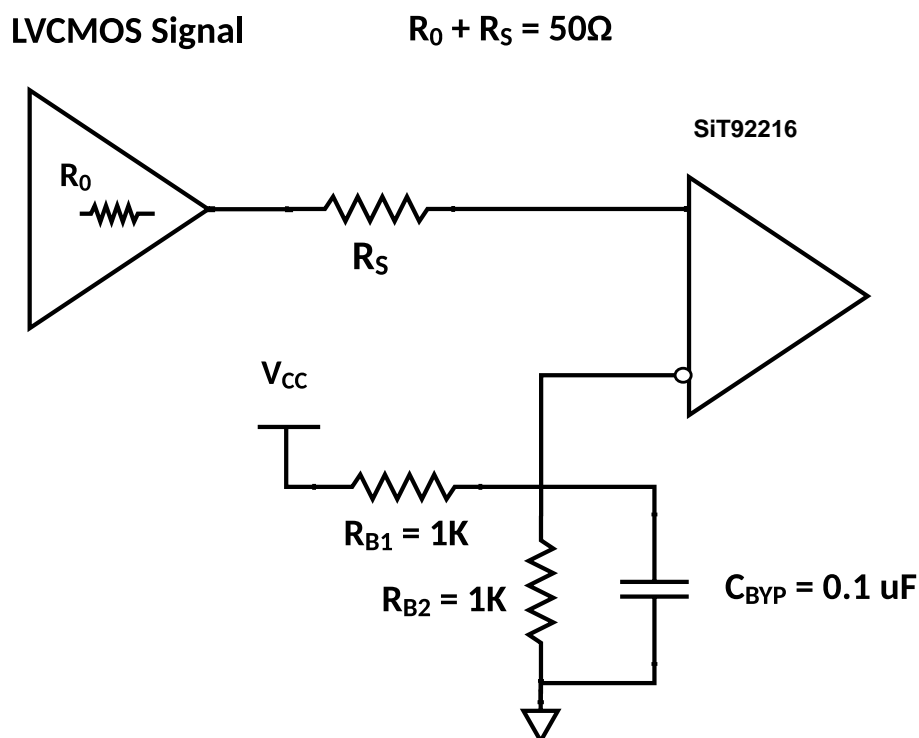 LVCMOS Signal
R0 + RS = 50Ω
SiT92216
R0
RS
VCC
RB1 = 1K
RB2 = 1K
CBYP = 0.1 uF